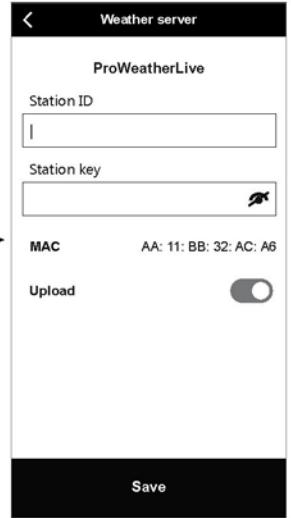 Weather server
ProWeatherLive
Station ID
Station key
MAC AA: 11: BB: 32: AC: A6
Upload
Save